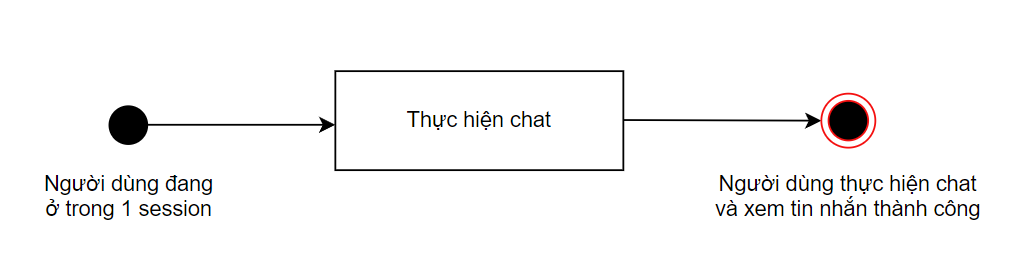 Thực hiện chat
Người dùng đang
ở trong 1 session
Người dùng thực hiện chat
và xem tin nhắn thành công